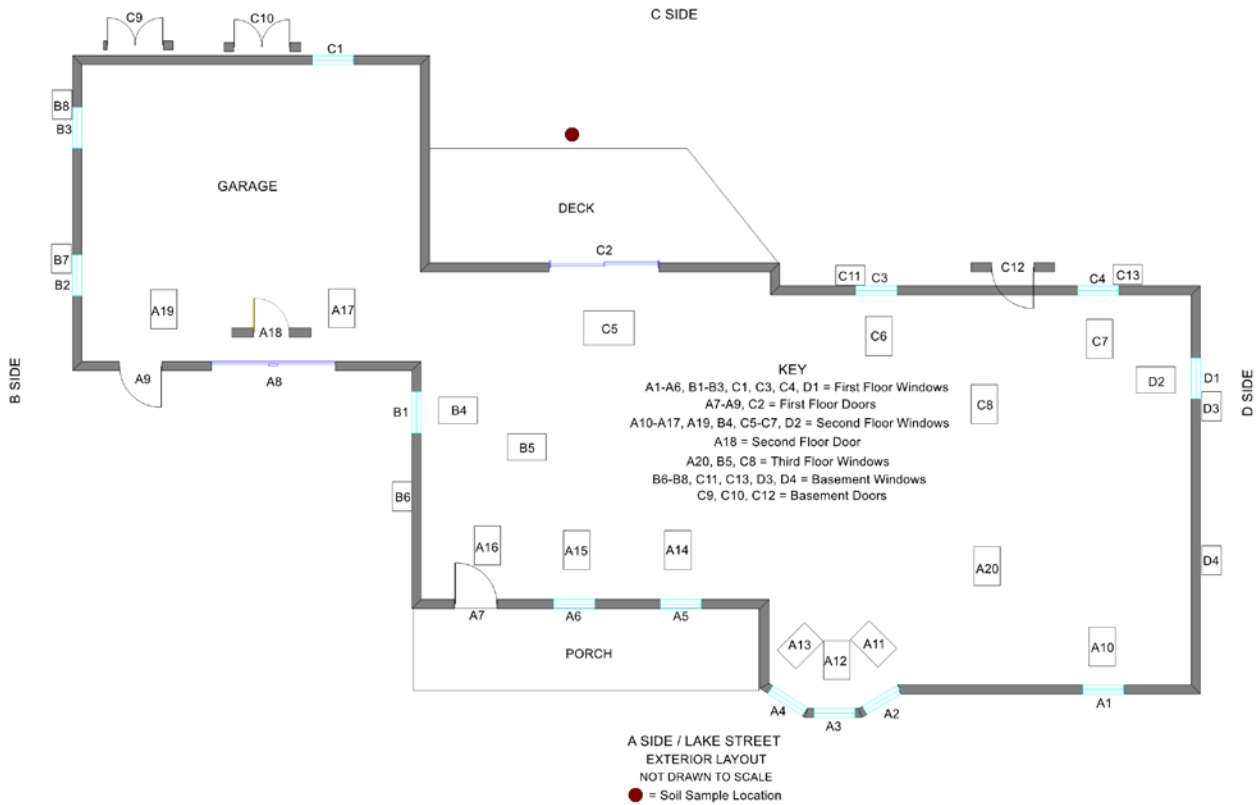 C SIDE
C9
C10
C1
B8
B3
GARAGE
DECK
C2
B7
B2
C11
C3
C12
C4
C13
A19
A18
A17
C5
C6
C7
B SIDE
A9
A8
D2
D1
D3
D SIDE
B1
B4
C8
B5
KEY
A1-A6, B1-B3, C1, C3, C4, D1 = First Floor Windows
A7-A9, C2 = First Floor Doors
A10-A17, A19, B4, C5-C7, D2 = Second Floor Windows
A18 = Second Floor Door
A20, B5, C8 = Third Floor Windows
B6-B8, C11, C13, D3, D4 = Basement Windows
C9, C10, C12 = Basement Doors
B6
A16
A15
A14
A20
D4
A7
A6
A5
PORCH
A13
A12
A11
A10
A4
A3
A2
A1
A SIDE / LAKE STREET
EXTERIOR LAYOUT
NOT DRAWN TO SCALE
= Soil Sample Location